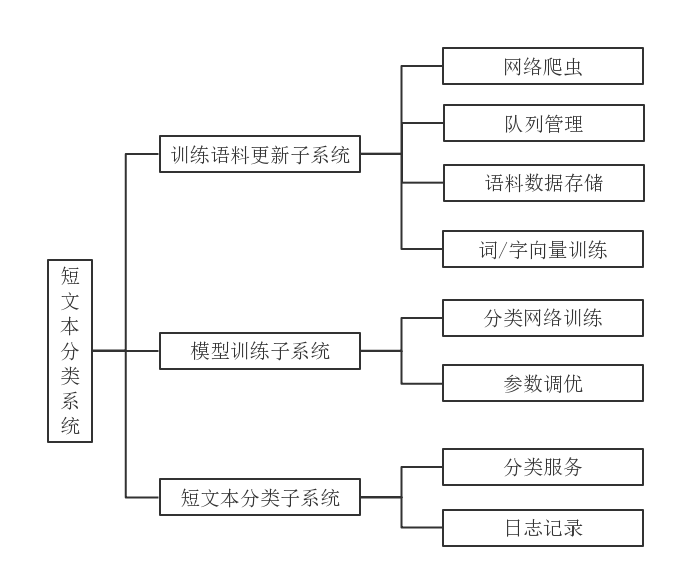 短文本分类系统
训练语料更新子系统
网络爬虫
队列管理
语料数据存储
词/字向量训练
模型训练子系统
分类网络训练
参数调优
短文本分类子系统
分类服务
日志记录